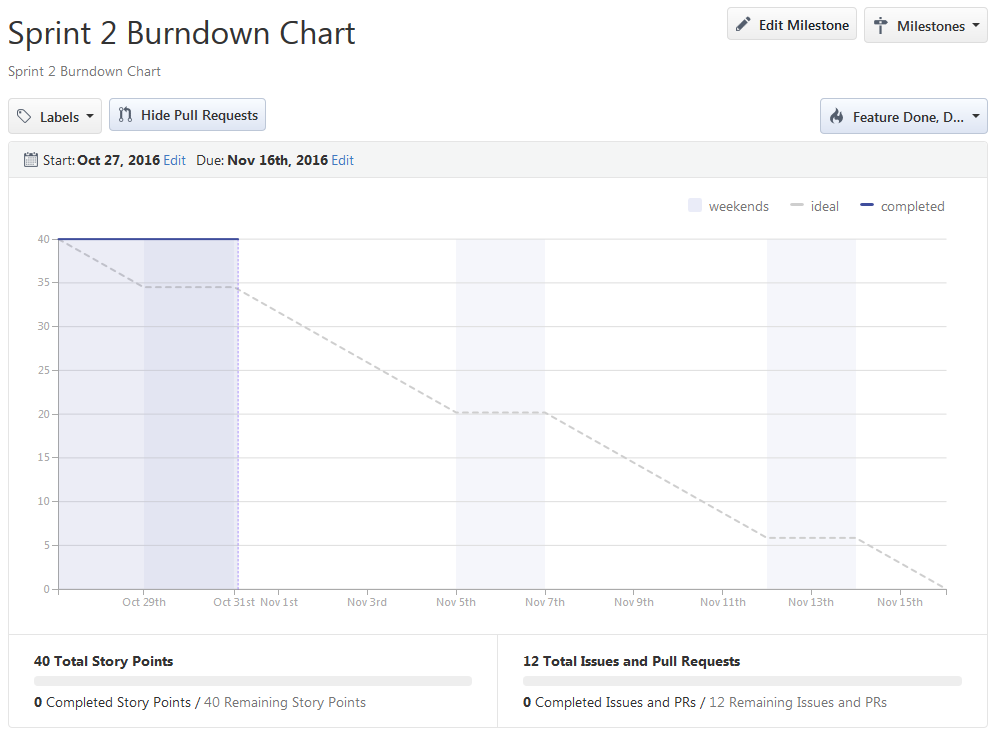 Sprint 2 Burndown Chart
Edit Milestone
Milestones
Sprint 2 Burndown Chart
Labels
Hide Pull Requests
Feature Done, D...
Start: Oct 27, 2016 Edit Due: Nov 16th, 2016 Edit
weekends
ideal
completed
40
35
30
25
20
15
10
5
0
Oct 29th
Oct 31st
Nov 1st
Nov 3rd
Nov 5th
Nov 7th
Nov 9th
Nov 11th
Nov 13th
Nov 15th
40 Total Story Points
0 Completed Story Points / 40 Remaining Story Points
12 Total Issues and Pull Requests
0 Completed Issues and PRs / 12 Remaining Issues and PRs